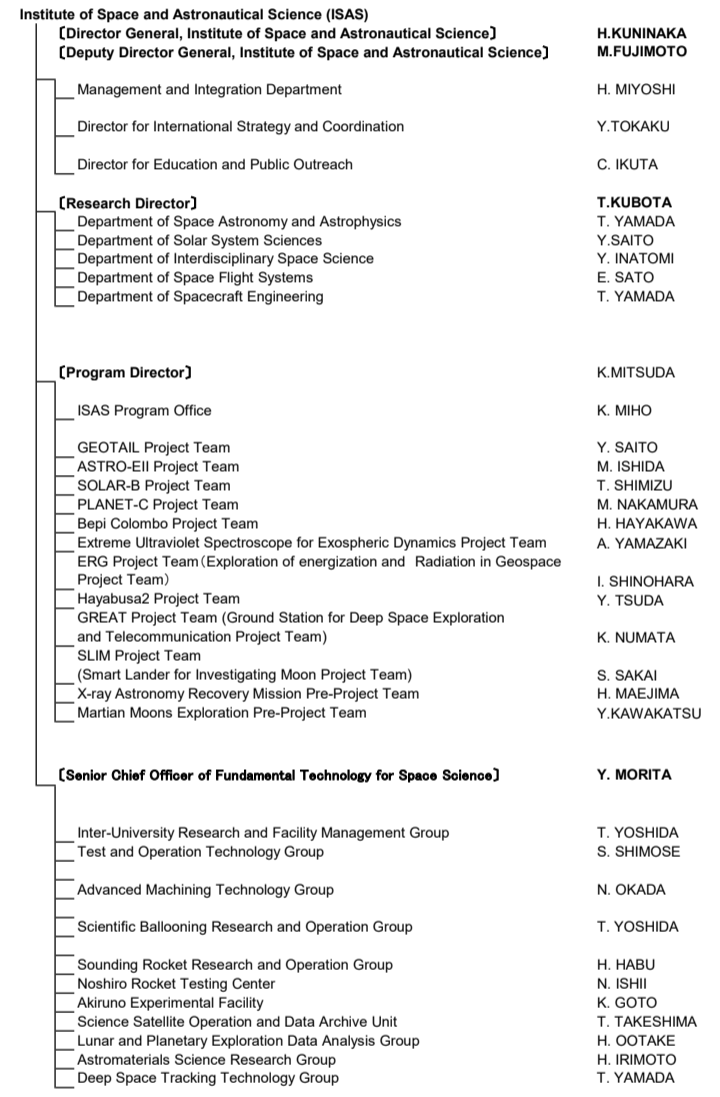 Institute of Space and Astronautical Science (ISAS)
〔Director General, Institute of Space and Astronautical Science〕 H.KUNINAKA
〔Deputy Director General, Institute of Space and Astronautical Science〕 M.FUJIMOTO
Management and Integration Department H. MIYOSHI
Director for International Strategy and Coordination Y.TOKAKU
Director for Education and Public Outreach C. IKUTA
〔Research Director〕 T.KUBOTA
Department of Space Astronomy and Astrophysics T. YAMADA
Department of Solar System Sciences Y.SAITO
Department of Interdisciplinary Space Science Y. INATOMI
Department of Space Flight Systems E. SATO
Department of Spacecraft Engineering T. YAMADA
〔Program Director〕 K.MITSUDA
ISAS Program Office K. MIHO
GEOTAIL Project Team Y. SAITO
ASTRO-EII Project Team M. ISHIDA
SOLAR-B Project Team T. SHIMIZU
PLANET-C Project Team M. NAKAMURA
Bepi Colombo Project Team H. HAYAKAWA
Extreme Ultraviolet Spectroscope for Exospheric Dynamics Project Team A. YAMAZAKI
ERG Project Team（Exploration of energization and Radiation in Geospace
Project Team） I. SHINOHARA
Hayabusa2 Project Team Y. TSUDA
GREAT Project Team (Ground Station for Deep Space Exploration
and Telecommunication Project Team) K. NUMATA
SLIM Project Team
(Smart Lander for Investigating Moon Project Team) S. SAKAI
X-ray Astronomy Recovery Mission Pre-Project Team H. MAEJIMA
Martian Moons Exploration Pre-Project Team Y.KAWAKATSU
〔Senior Chief Officer of Fundamental Technology for Space Science〕 Y. MORITA
Inter-University Research and Facility Management Group T. YOSHIDA
Test and Operation Technology Group S. SHIMOSE
Advanced Machining Technology Group N. OKADA
Scientific Ballooning Research and Operation Group T. YOSHIDA
Sounding Rocket Research and Operation Group H. HABU
Noshiro Rocket Testing Center N. ISHII
Akiruno Experimental Facility K. GOTO
Science Satellite Operation and Data Archive Unit T. TAKESHIMA
Lunar and Planetary Exploration Data Analysis Group H. OOTAKE
Astromaterials Science Research Group H. IRIMOTO
Deep Space Tracking Technology Group T. YAMADA